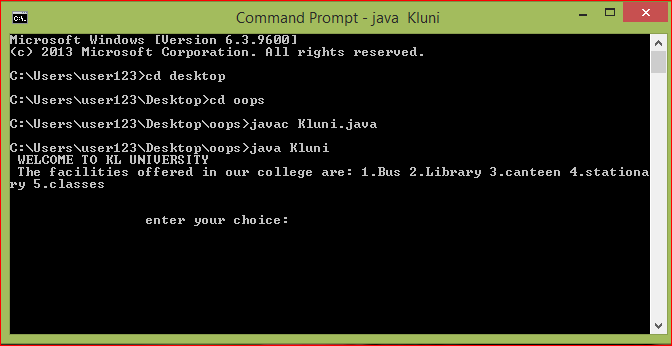 Command Prompt - java  Kluni
Microsoft Windows [Version 6.3.9600]
(c) 2013 Microsoft Corporation. All rights reserved.
C:\Users\user123>cd desktop
C:\Users\user123\Desktop>cd oops
C:\Users\user123\Desktop\oops>javac Kluni.java
C:\Users\user123\Desktop\oops>java Kluni
WELCOME TO KL UNIVERSITY
The facilities offered in our college are: 1.Bus 2.Library 3.canteen 4.stationa
ry 5.classes
enter your choice: